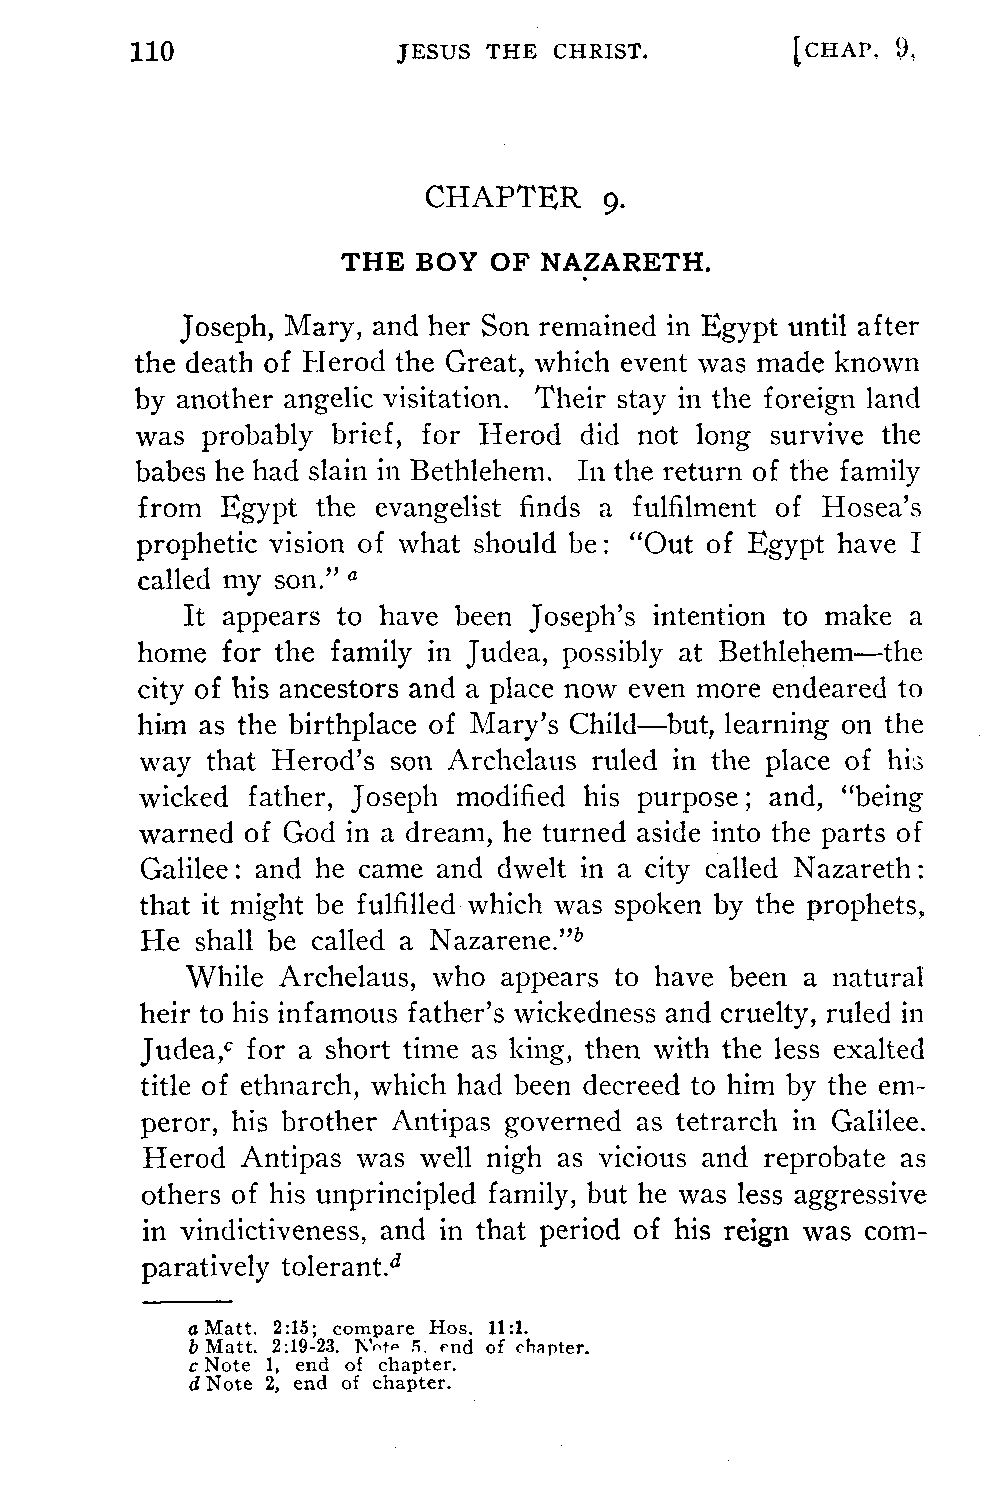 110 JESUS THE CHRIST. [CHAP. 9,
CHAPTER 9.
THE BOY OF NAZARETH.
Joseph, Mary, and her Son remained in Egypt until after
the death of Herod the Great, which event was made known
by another angelic visitation. Their stay in the foreign land
was probably brief, for Herod did not long survive the
babes he had slain in Bethlehem. In the return of the family
from Egypt the evangelist finds a fulfilment of Hosea's
prophetic vision of what should be: "Out of Egypt have I
called my son." a
It appears to have been Joseph's intention to make a
home for the family in Judea, possibly at Bethlehem—the
city of his ancestors and a place now even more endeared to
him as the birthplace of Mary's Child—but, learning on the
way that Herod's son Archelaus ruled in the place of his
wicked father, Joseph modified his purpose; and, "being
warned of God in a dream, he turned aside into the parts of
Galilee: and he came and dwelt in a city called Nazareth:
that it might be fulfilled which was spoken by the prophets,
He shall be called a Nazarene."b
While Archelaus, who appears to have been a natural
heir to his infamous father's wickedness and cruelty, ruled in
Judea,c for a short time as king, then with the less exalted
title of ethnarch, which had been decreed to him by the em-
peror, his brother Antipas governed as tetrarch in Galilee.
Herod Antipas was well nigh as vicious and reprobate as
others of his unprincipled family, but he was less aggressive
in vindictiveness, and in that period of his reign was com-
paratively tolerant.d
a Matt. 2:15; compare Hos. 11:1.
b Matt. 2:19-23. Note 5, end of chapter.
c Note 1, end of chapter.
d Note 2, end of chapter.